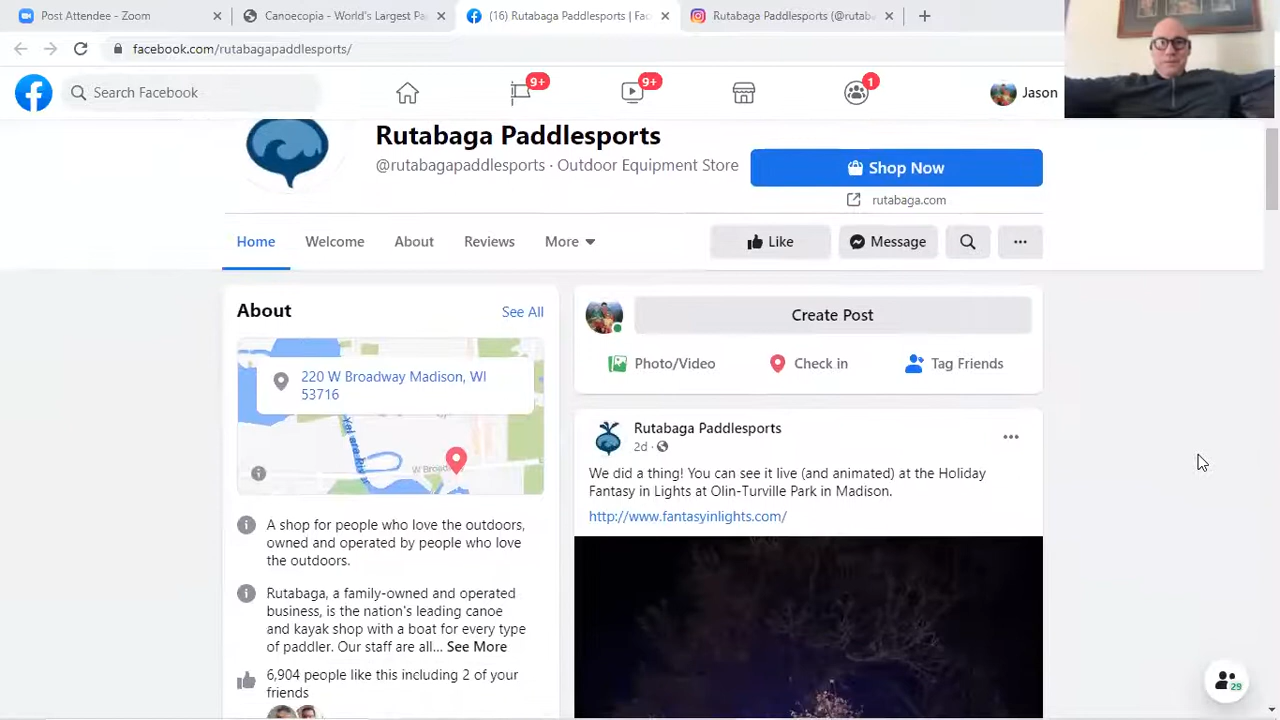 Post Attendee - Zoom
Canoecopia - World's Largest Pa
(16) Rutabaga Paddlesports | Fac
Rutabaga Paddlesports (@rutab
facebook.com/rutabagapaddlesports/
Search Facebook
9+
9+
1
Jason
Rutabaga Paddlesports
@rutabagapaddlesports · Outdoor Equipment Store
Shop Now
rutabaga.com
Home
Welcome
About
Reviews
More
Like
Message
About
See All
220 W Broadway Madison, WI
53716
W Broad
A shop for people who love the outdoors,
owned and operated by people who love
the outdoors.
Rutabaga, a family-owned and operated
business, is the nation's leading canoe
and kayak shop with a boat for every type
of paddler. Our staff are all... See More
6,904 people like this including 2 of your
friends
Create Post
Photo/Video
Check in
Tag Friends
Rutabaga Paddlesports
2d ·
We did a thing! You can see it live (and animated) at the Holiday
Fantasy in Lights at Olin-Turville Park in Madison.
http://www.fantasyinlights.com/
29